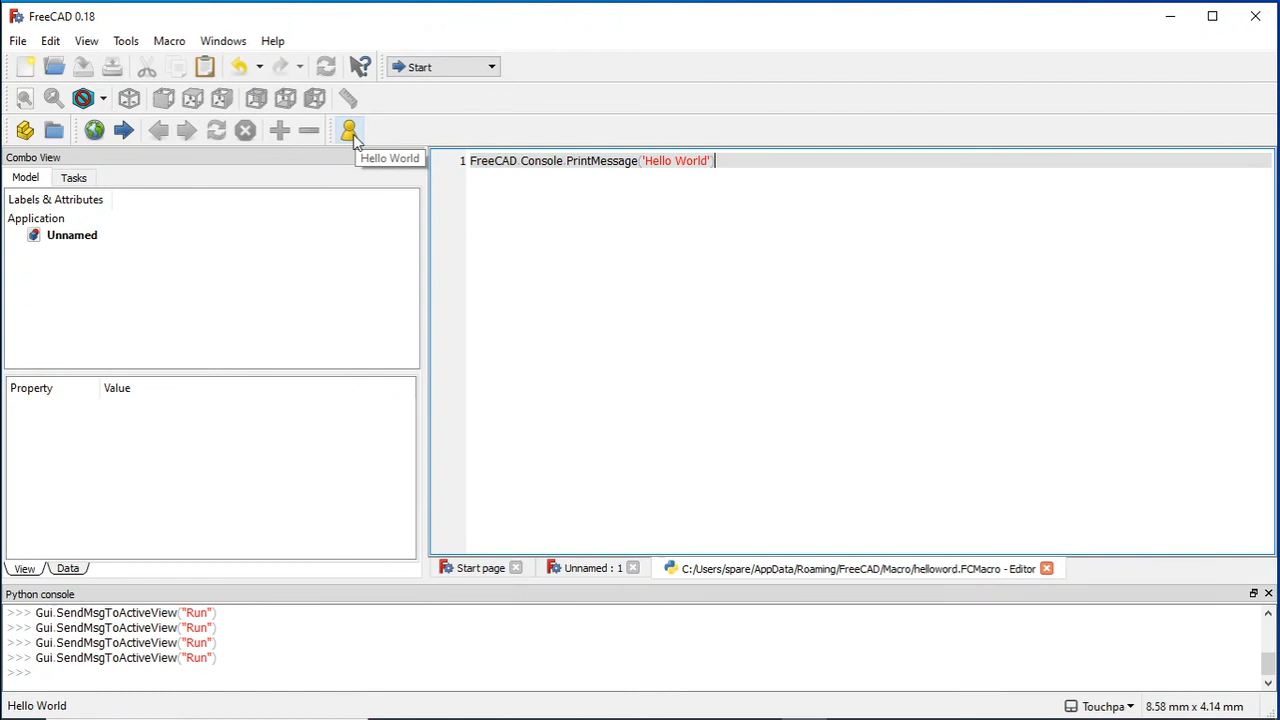 FreeCAD 0.18
File Edit View Tools Macro Windows Help
Start
Hello World
Combo View
Model Tasks
Labels & Attributes
Application
Unnamed
Property Value
View Data
1 FreeCAD.Console.PrintMessage('Hello World')
Start page
Unnamed : 1
C:/Users/spare/AppData/Roaming/FreeCAD/Macro/helloword.FCMacro - Editor
Python console
>>> Gui.SendMsgToActiveView("Run")
>>> Gui.SendMsgToActiveView("Run")
>>> Gui.SendMsgToActiveView("Run")
>>> Gui.SendMsgToActiveView("Run")
>>>
Hello World
Touchpa
8.58 mm x 4.14 mm